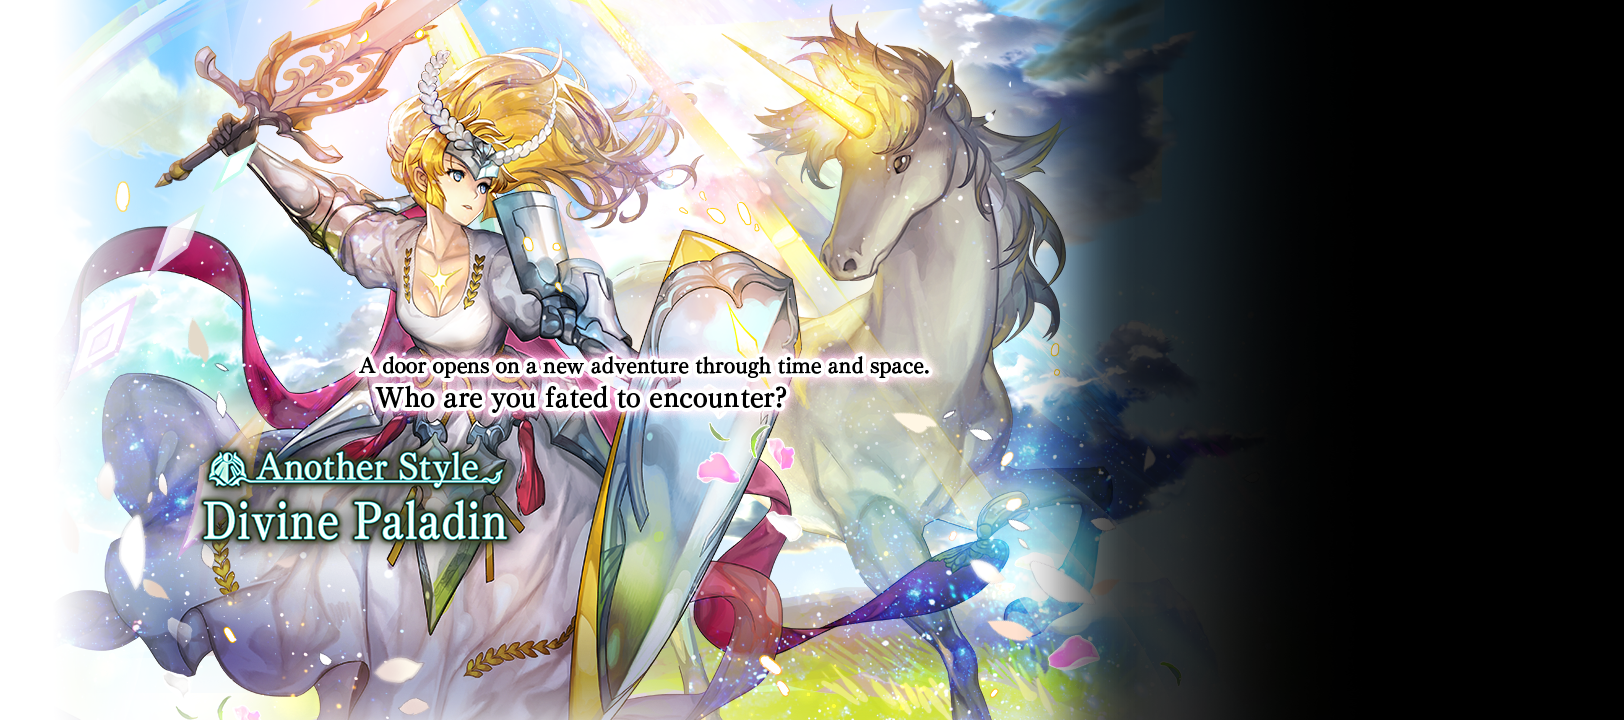 A door opens on a new adventure through time and space.
Who are you fated to encounter?
Another Style
Divine Paladin